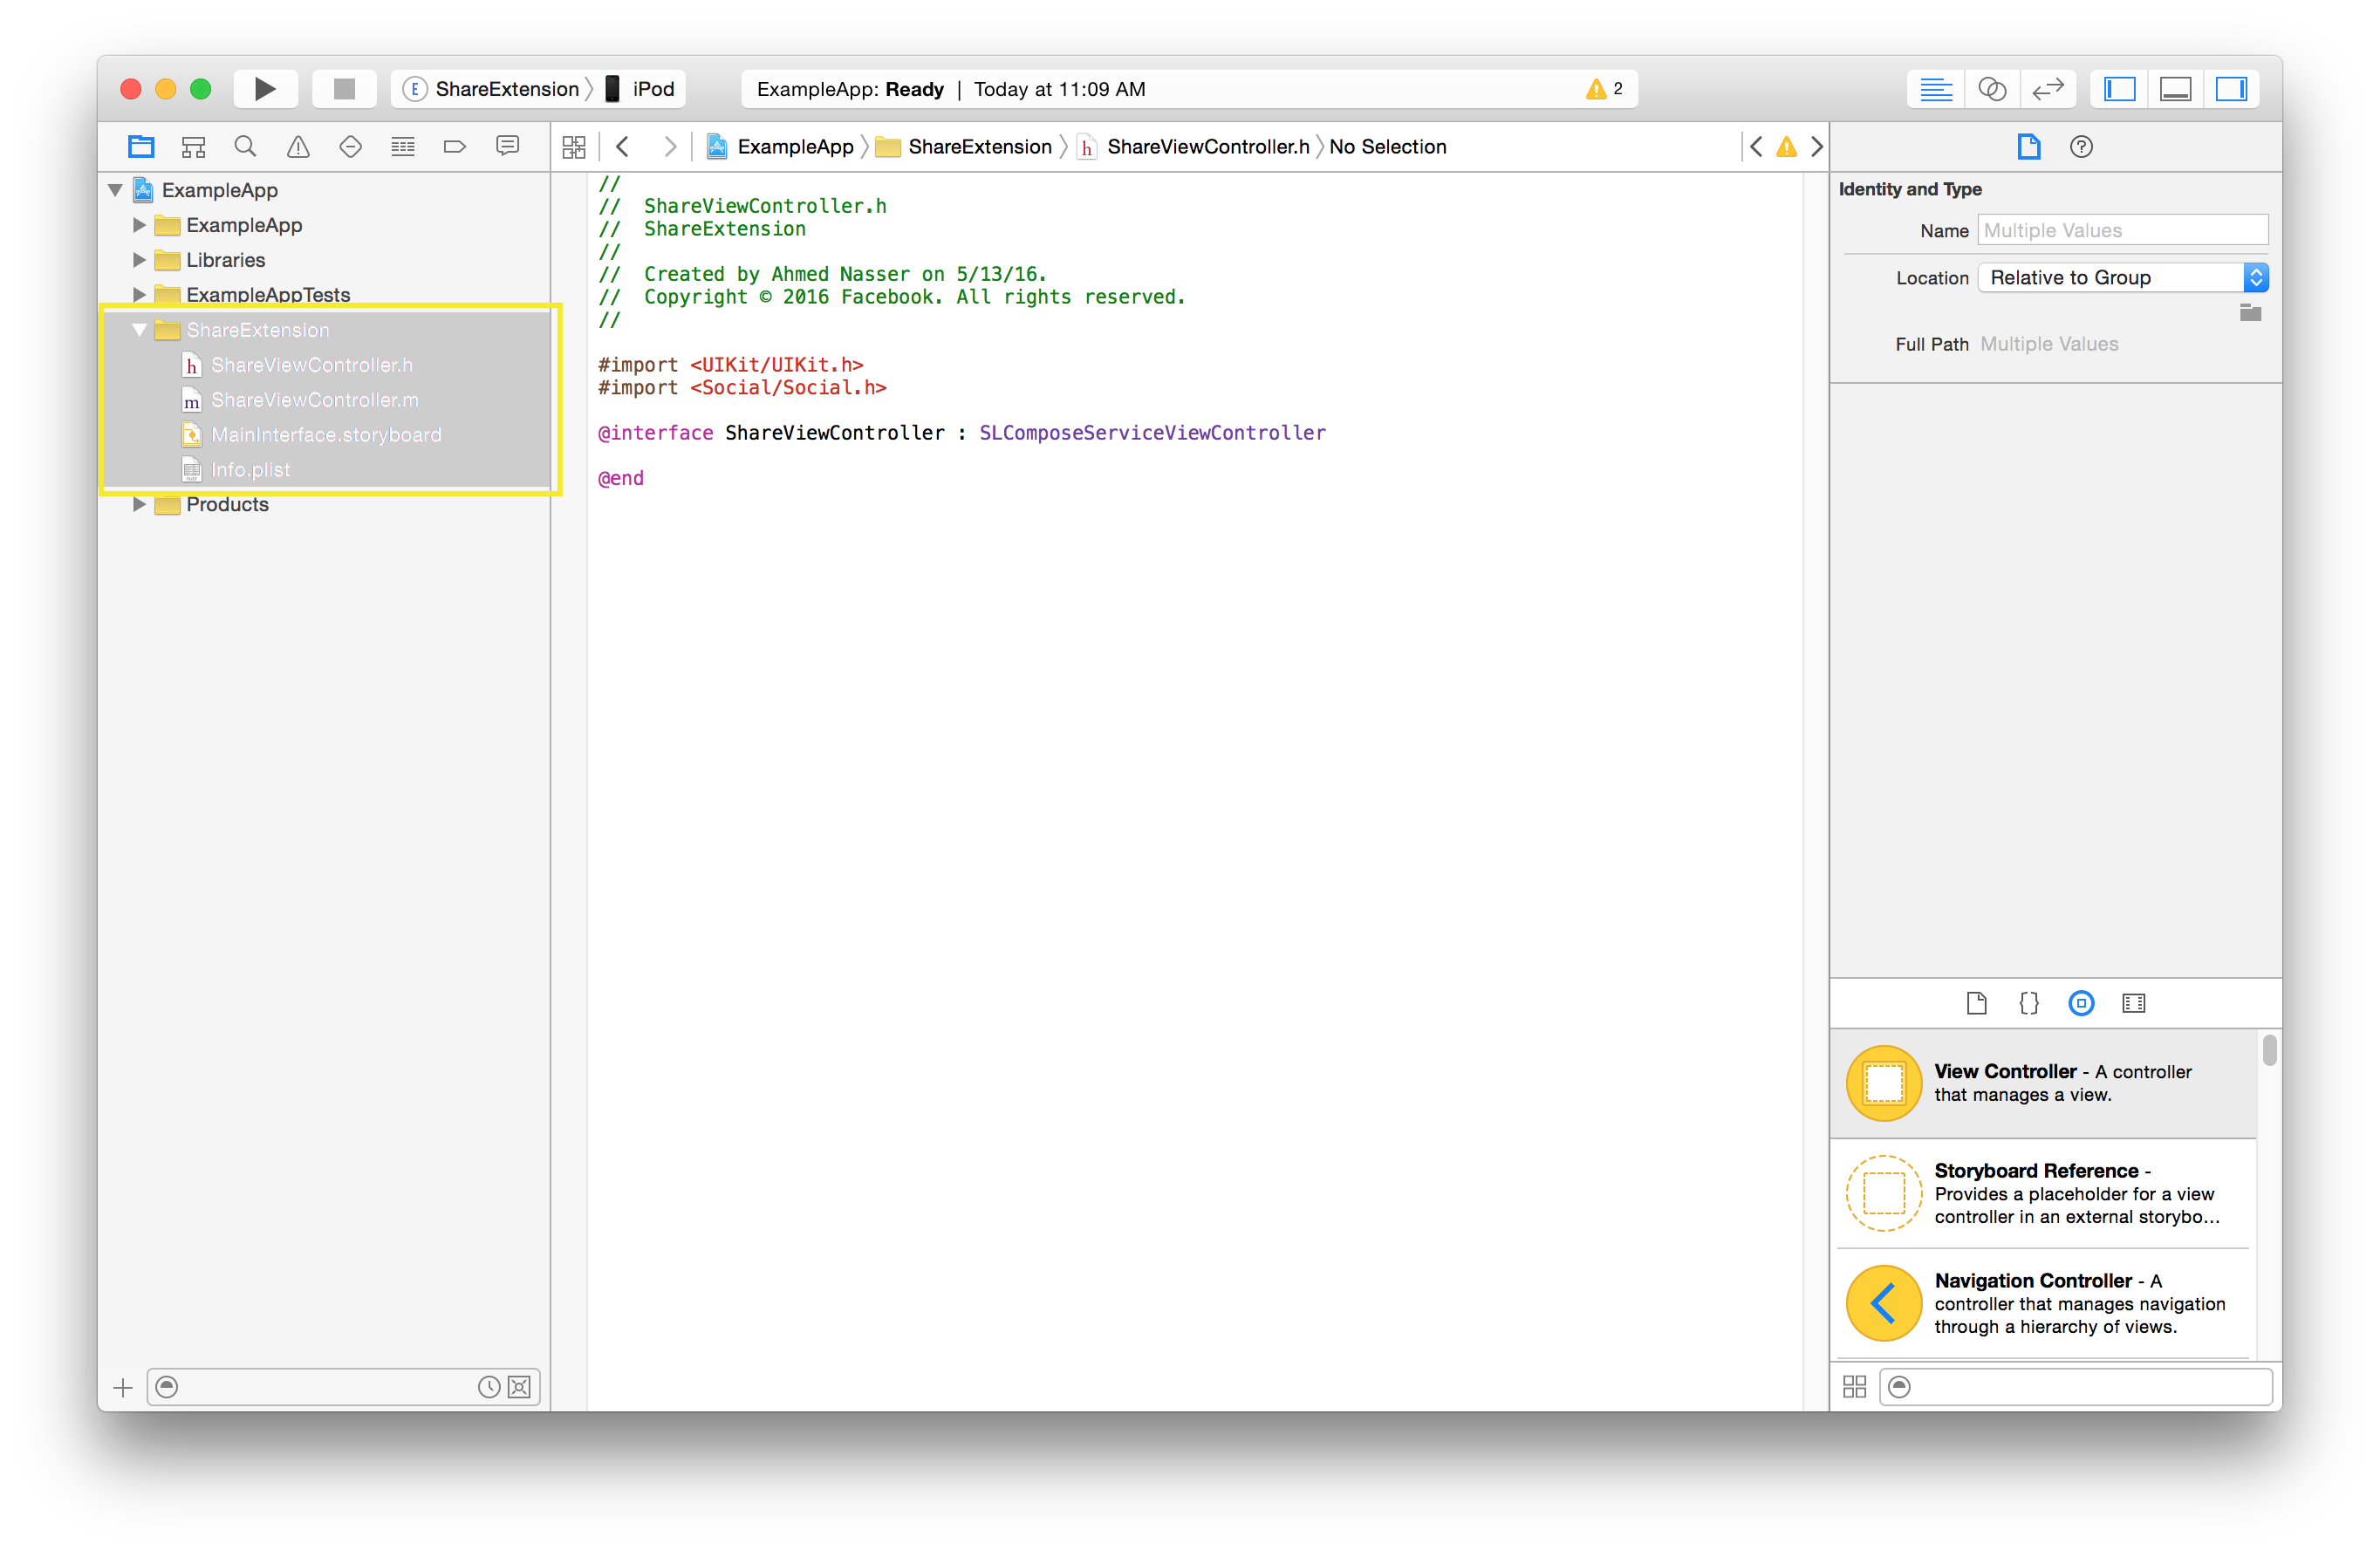 ShareExtension iPod
ExampleApp: Ready | Today at 11:09 AM
2
ExampleApp ShareExtension ShareViewController.h No Selection
ExampleApp
ExampleApp
Libraries
ExampleAppTests
ShareExtension
ShareViewController.h
ShareViewController.m
MainInterface.storyboard
Info.plist
Products
//
// ShareViewController.h
// ShareExtension
//
// Created by Ahmed Nasser on 5/13/16.
// Copyright © 2016 Facebook. All rights reserved.
//
#import <UIKit/UIKit.h>
#import <Social/Social.h>
@interface ShareViewController : SLComposeServiceViewController
@end
Identity and Type
Name Multiple Values
Location Relative to Group
Full Path Multiple Values
View Controller - A controller
that manages a view.
Storyboard Reference -
Provides a placeholder for a view
controller in an external storybo...
Navigation Controller - A
controller that manages navigation
through a hierarchy of views.